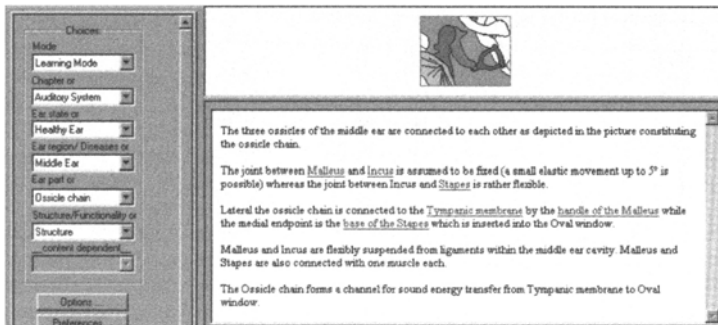 Choices:
Mode
Learning Mode
Chapter or
Auditory System
Ear state or
Healthy Ear
Ear region/ Diseases or
Middle Ear
Ear part or
Ossicle chain
Structure/Functionality or
Structure
__content dependent__
Options ...
Preferences
The three ossicles of the middle ear are connected to each other as depicted in the picture constituting
the ossicle chain.
The joint between Malleus and Incus is assumed to be fixed (a small elastic movement up to 5° is
possible) whereas the joint between Incus and Stapes is rather flexible.
Lateral the ossicle chain is connected to the Tympanic membrane by the handle of the Malleus while
the medial endpoint is the base of the Stapes which is inserted into the Oval window.
Malleus and Incus are flexibly suspended from ligaments within the middle ear cavity. Malleus and
Stapes are also connected with one muscle each.
The Ossicle chain forms a channel for sound energy transfer from Tympanic membrane to Oval
window.